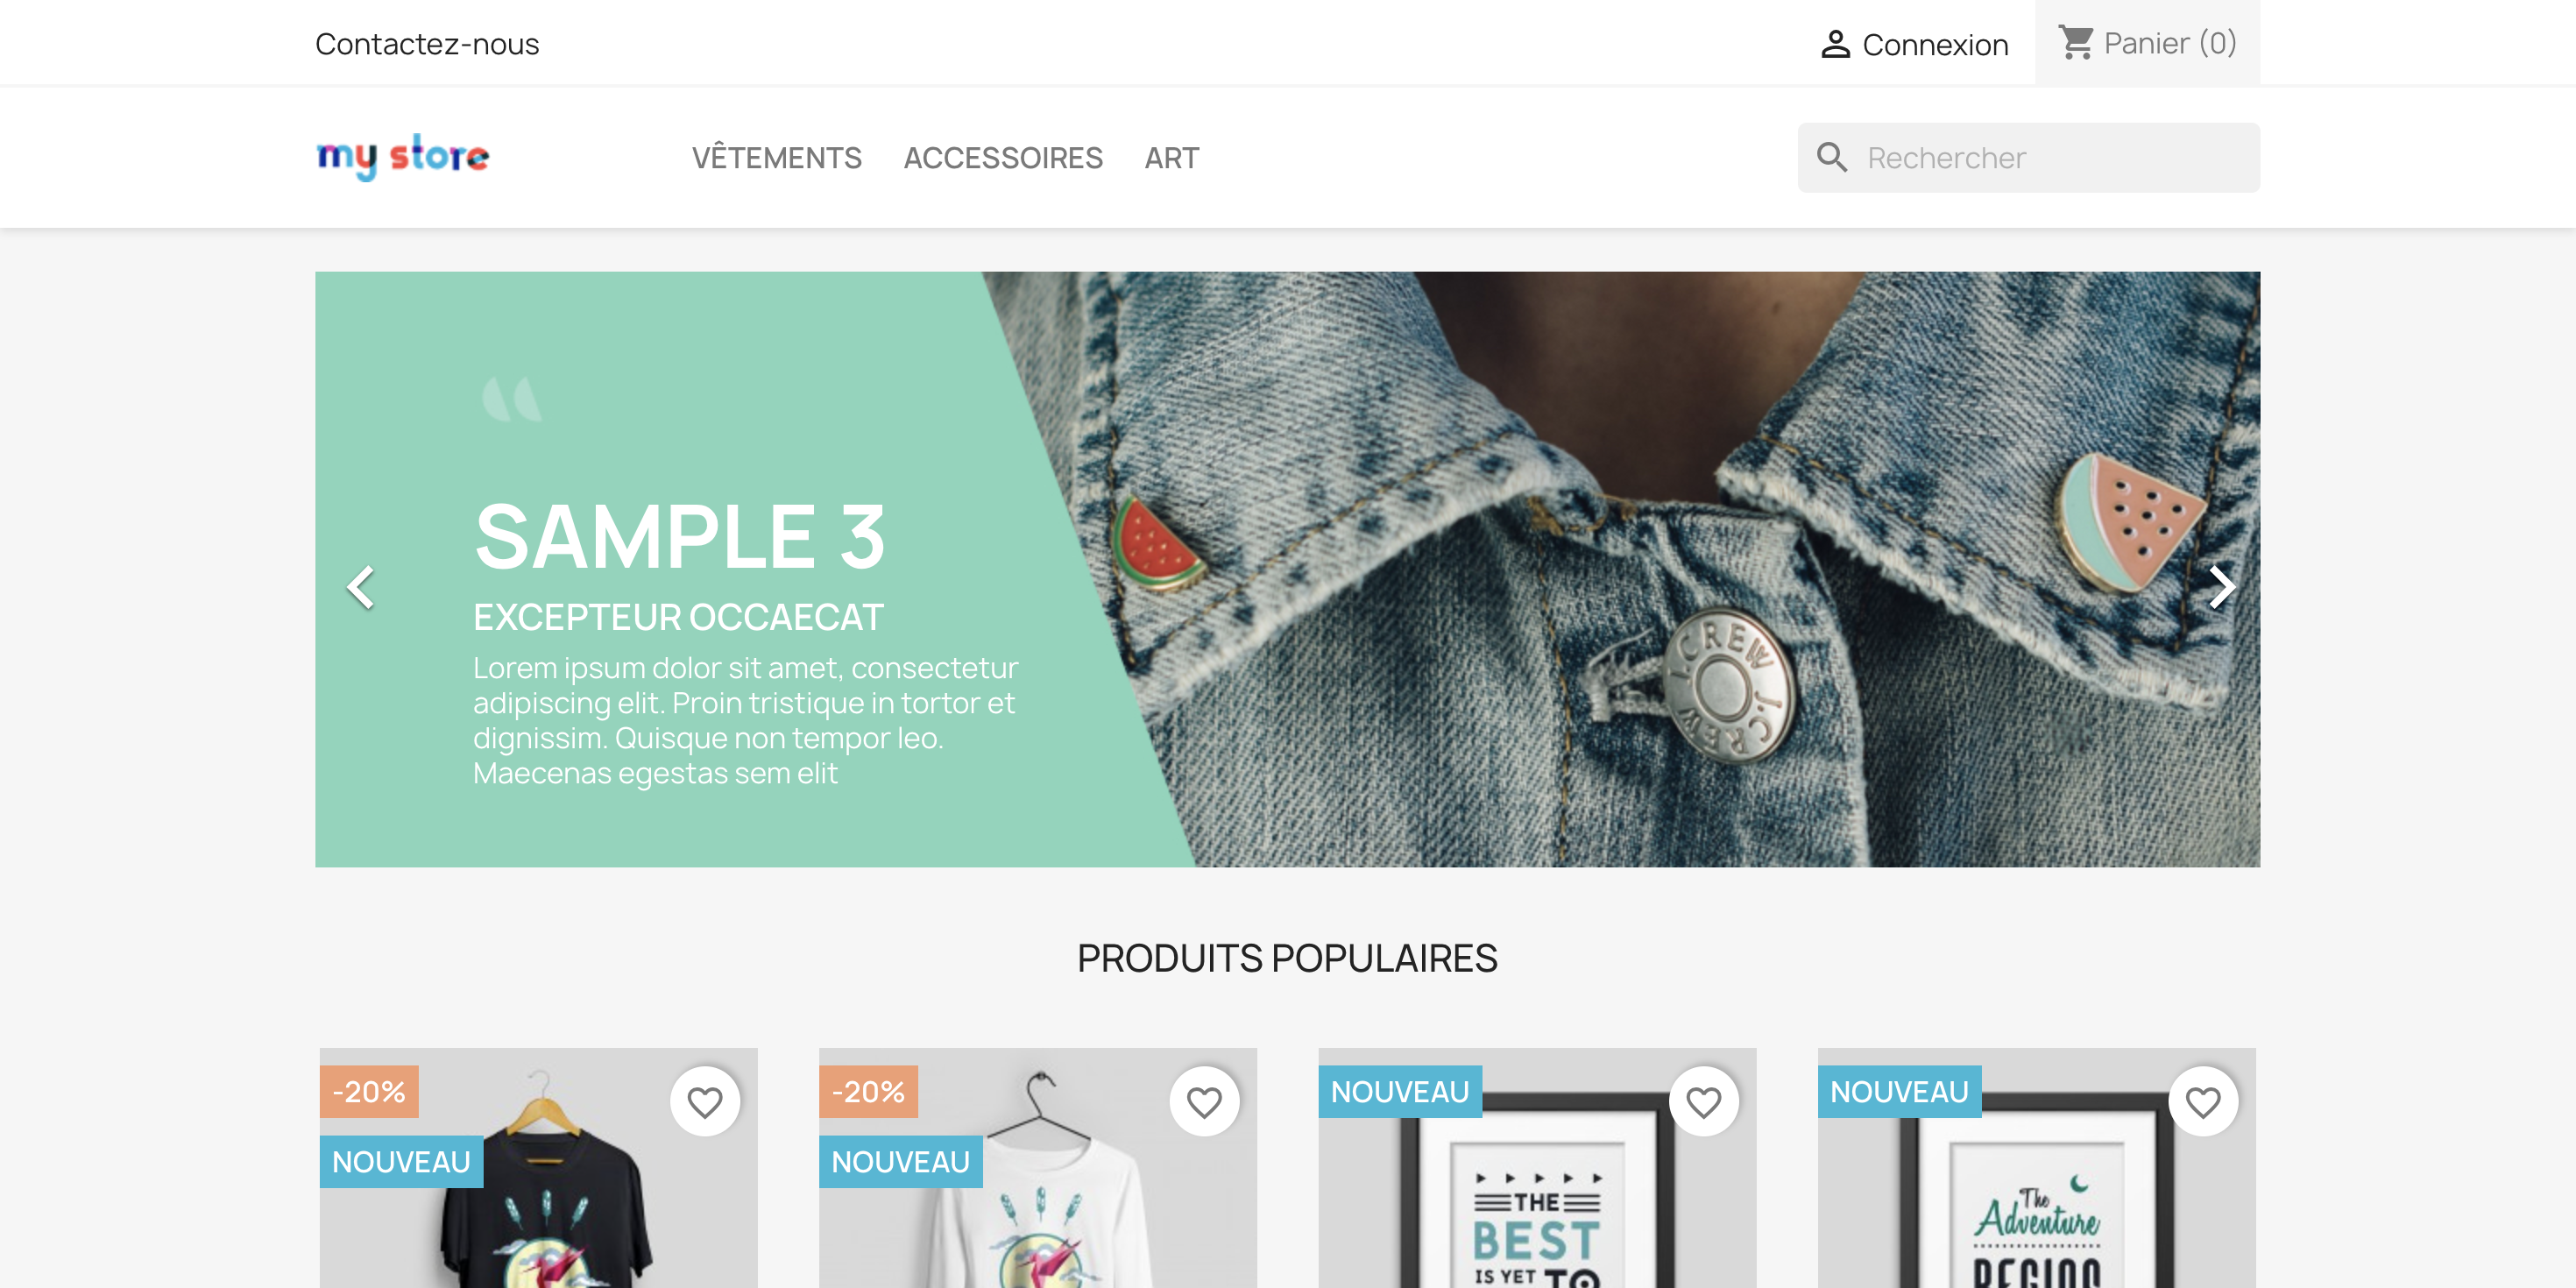 Contactez-nous
Connexion
Panier (0)
my store
VÊTEMENTS
ACCESSOIRES
ART
Rechercher
“
SAMPLE 3
EXCEPTEUR OCCAECAT
Lorem ipsum dolor sit amet, consectetur
adipiscing elit. Proin tristique in tortor et
dignissim. Quisque non tempor leo.
Maecenas egestas sem elit
J.CREW J.CREW
PRODUITS POPULAIRES
-20%
NOUVEAU
-20%
NOUVEAU
NOUVEAU
THE
BEST
IS YET TO
NOUVEAU
The
Adventure
BEGINS